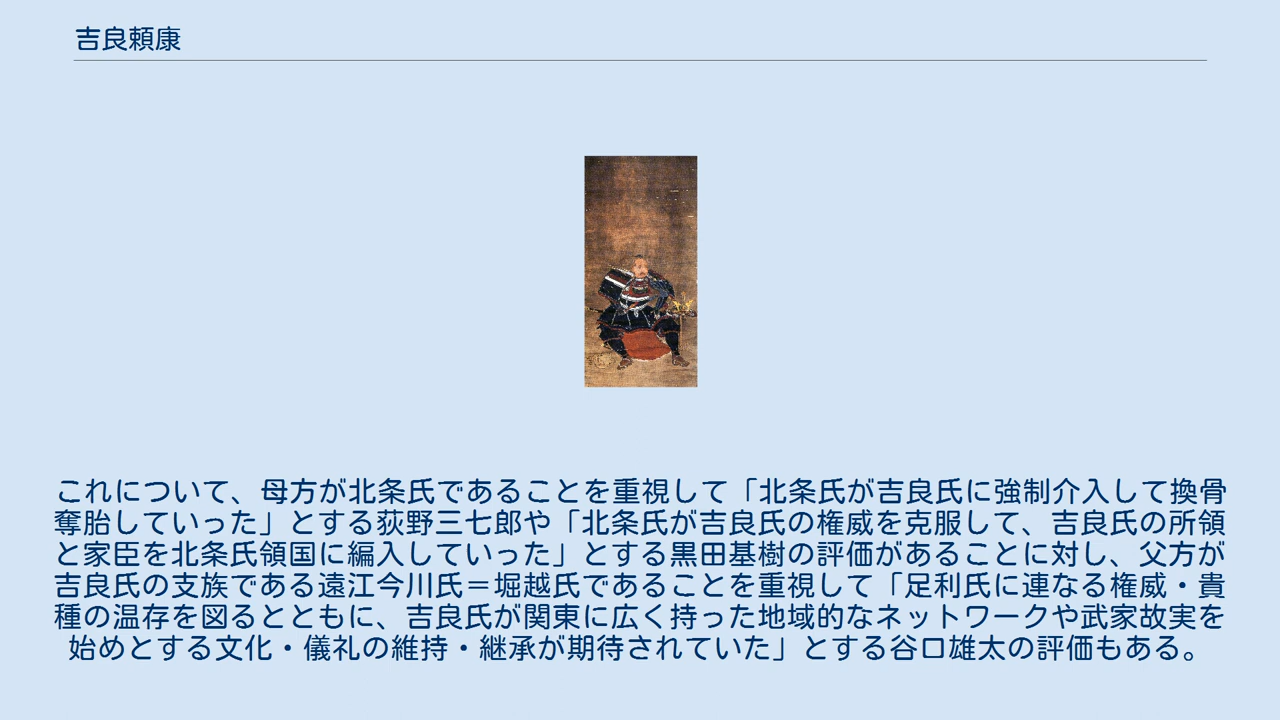 吉良頼康
これについて、母方が北条氏であることを重視して「北条氏が吉良氏に強制介入して換骨
奪胎していった」とする荻野三七郎や「北条氏が吉良氏の権威を克服して、吉良氏の所領
と家臣を北条氏領国に編入していった」とする黒田基樹の評価があることに対し、父方が
吉良氏の支族である遠江今川氏＝堀越氏であることを重視して「足利氏に連なる権威・貴
種の温存を図るとともに、吉良氏が関東に広く持った地域的なネットワークや武家故実を
始めとする文化・儀礼の維持・継承が期待されていた」とする谷口雄太の評価もある。